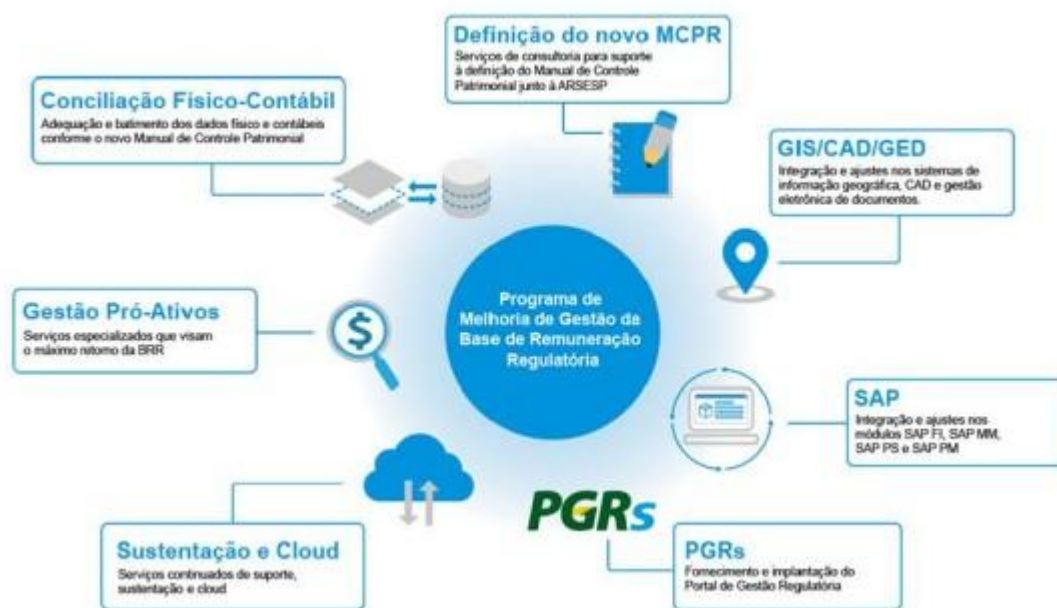 Definição do novo MCPR
Serviços de consultoria para suporte
à definição do Manual de Controle
Patrimonial junto à ARSESP
Conciliação Físico-Contábil
Adequação e batimento dos dados físico e contábeis
conforme o novo Manual de Controle Patrimonial
GIS/CAD/GED
Integração e ajustes nos sistemas de
informação geográfica, CAD e gestão
eletrônica de documentos.
Programa de
Melhoria de Gestão da
Base de Remuneração
Regulatória
Gestão Pró-Ativos
Serviços especializados que visam
o máximo retorno da BRR
$
SAP
Integração e ajustes nos
módulos SAP FI, SAP MM,
SAP PS e SAP PM
PGRs
Sustentação e Cloud
Serviços continuados de suporte,
sustentação e cloud
PGRs
Fornecimento e implantação do
Portal de Gestão Regulatória